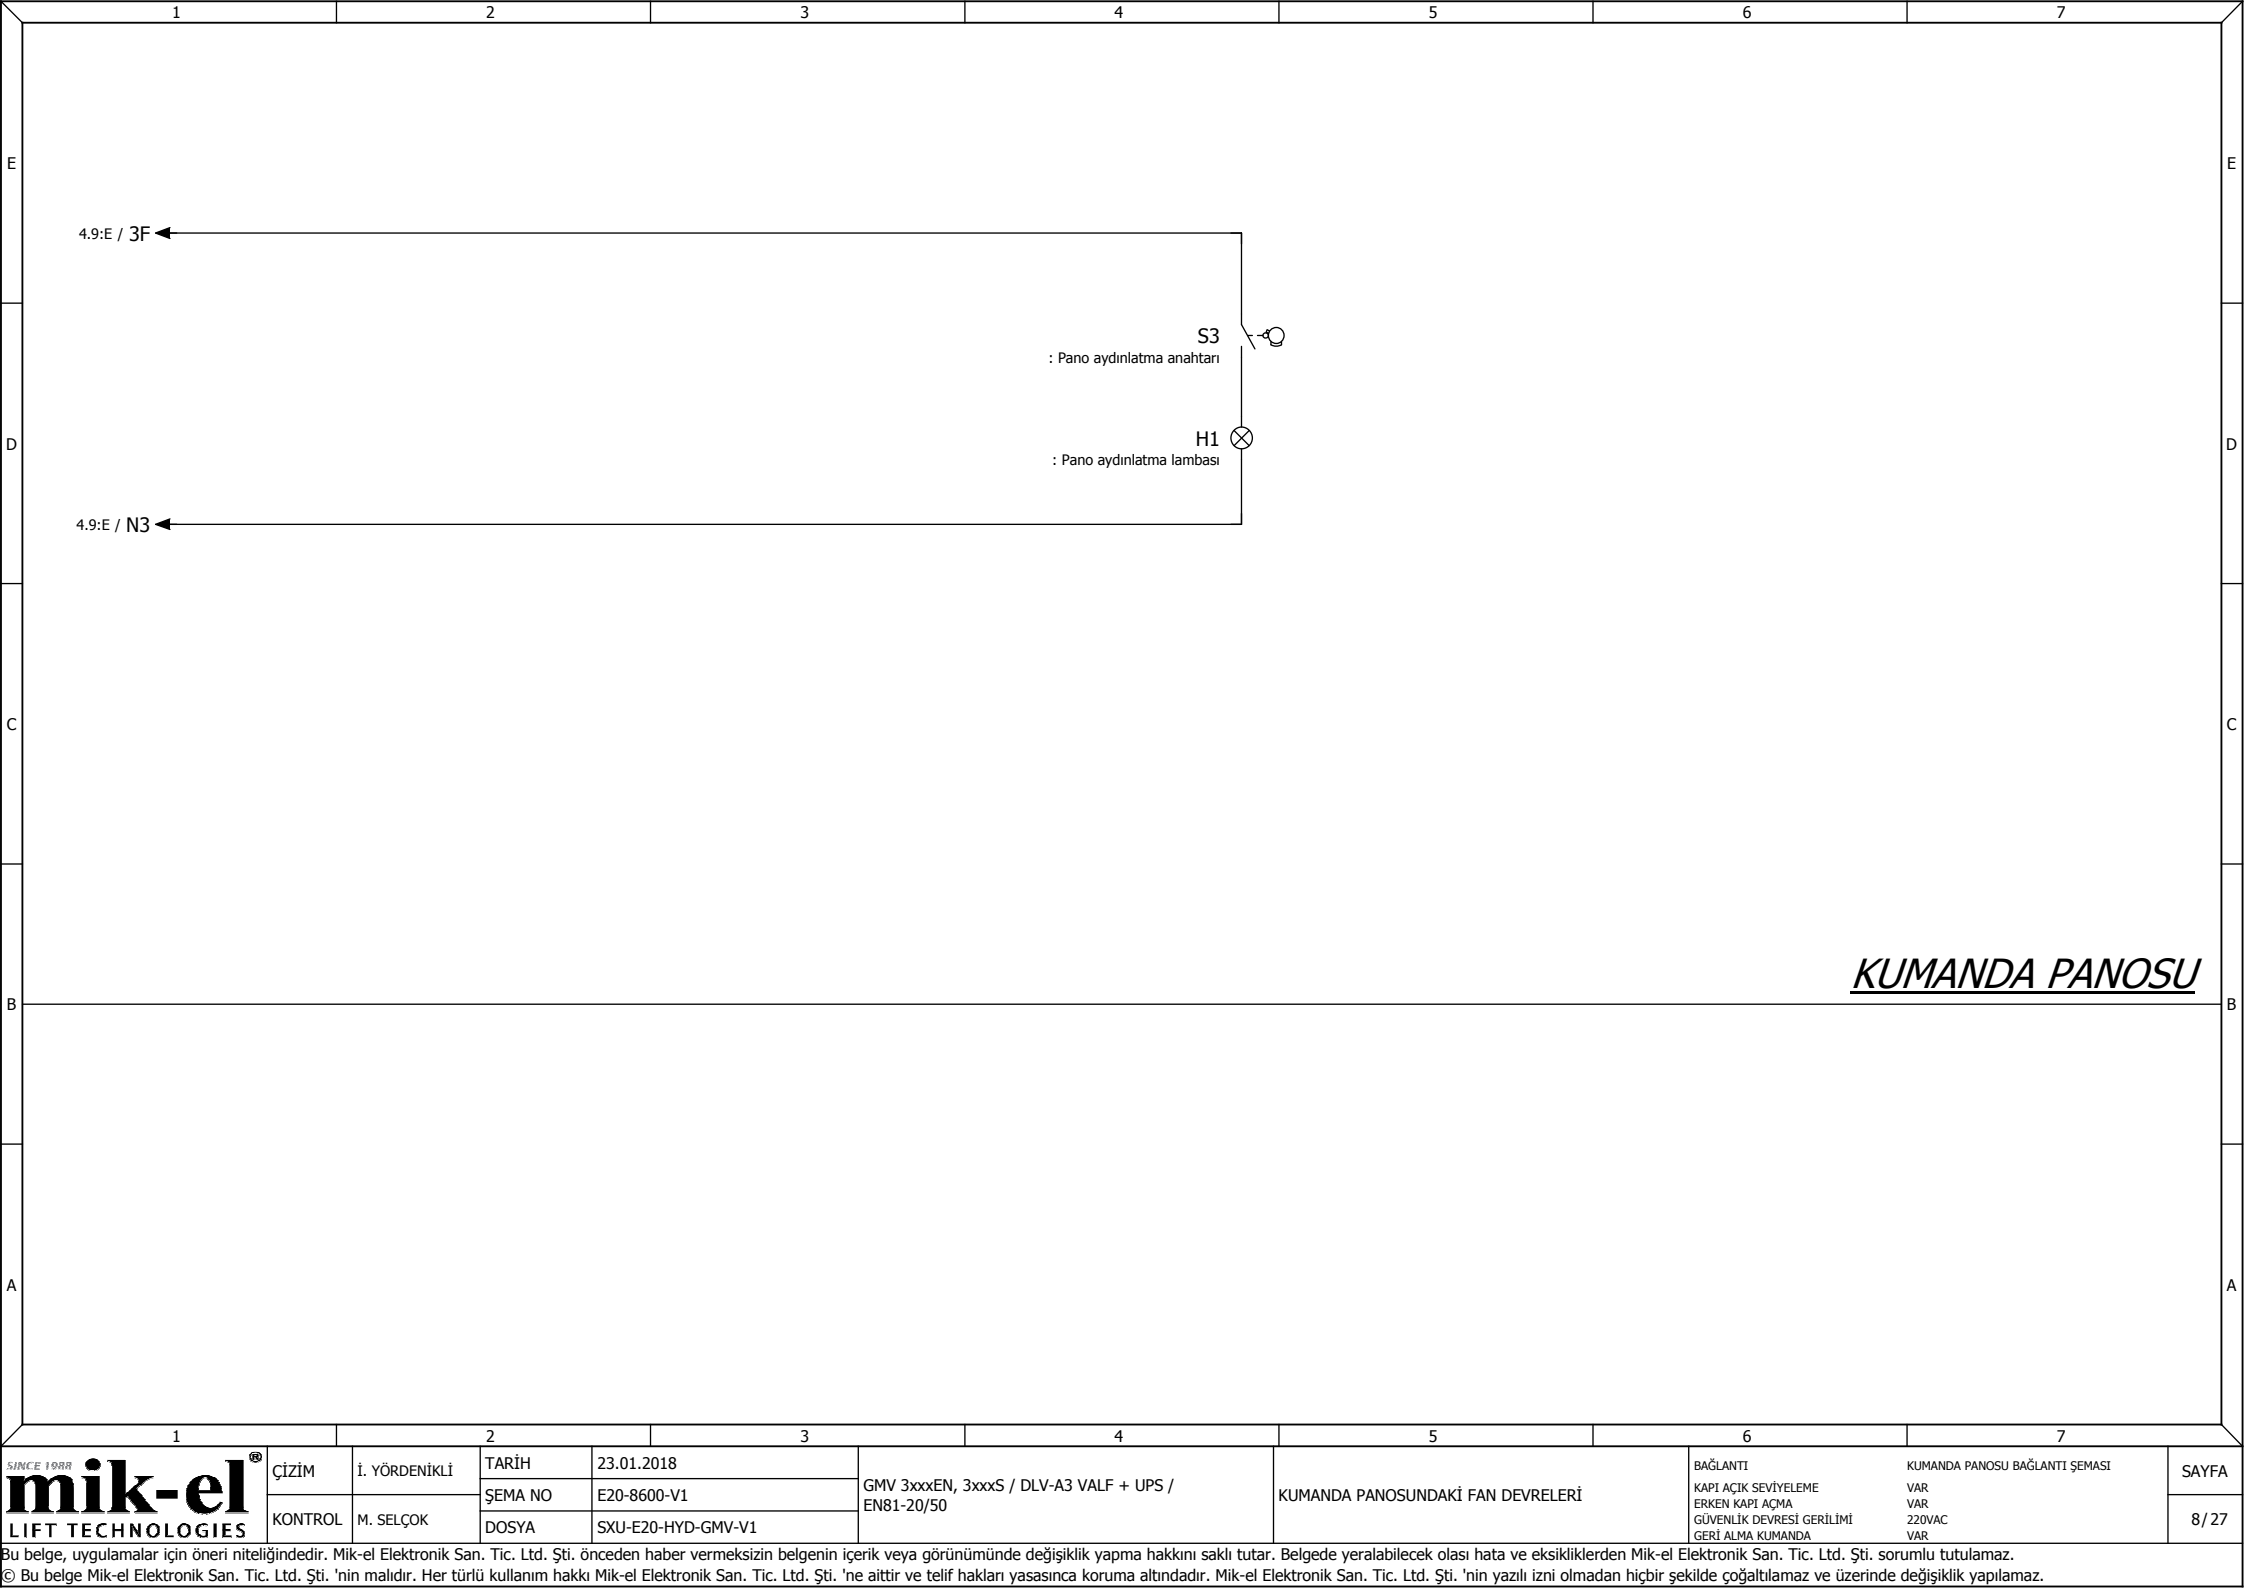 1 2 3 4 5 6 7
E E
4.9:E / 3F
S3
: Pano aydınlatma anahtarı
D D
H1
: Pano aydınlatma lambası
4.9:E / N3
C C
KUMANDA PANOSU
B B
A A
1 2 3 4 5 6 7
SINCE 1988
mik-el®
LIFT TECHNOLOGIES
ÇİZİM İ. YÖRDENİKLİ
KONTROL M. SELÇOK
TARİH 23.01.2018
ŞEMA NO E20-8600-V1
DOSYA SXU-E20-HYD-GMV-V1
GMV 3xxxEN, 3xxxS / DLV-A3 VALF + UPS /
EN81-20/50
KUMANDA PANOSUNDAKİ FAN DEVRELERİ
BAĞLANTI KUMANDA PANOSU BAĞLANTI ŞEMASI
KAPI AÇIK SEVİYELEME VAR
ERKEN KAPI AÇMA VAR
GÜVENLİK DEVRESİ GERİLİMİ 220VAC
GERİ ALMA KUMANDA VAR
SAYFA
8/27
Bu belge, uygulamalar için öneri niteliğindedir. Mik-el Elektronik San. Tic. Ltd. Şti. önceden haber vermeksizin belgenin içerik veya görünümünde değişiklik yapma hakkını saklı tutar. Belgede yeralabilecek olası hata ve eksikliklerden Mik-el Elektronik San. Tic. Ltd. Şti. sorumlu tutulamaz.
© Bu belge Mik-el Elektronik San. Tic. Ltd. Şti. 'nin malıdır. Her türlü kullanım hakkı Mik-el Elektronik San. Tic. Ltd. Şti. 'ne aittir ve telif hakları yasasınca koruma altındadır. Mik-el Elektronik San. Tic. Ltd. Şti. 'nin yazılı izni olmadan hiçbir şekilde çoğaltılamaz ve üzerinde değişiklik yapılamaz.